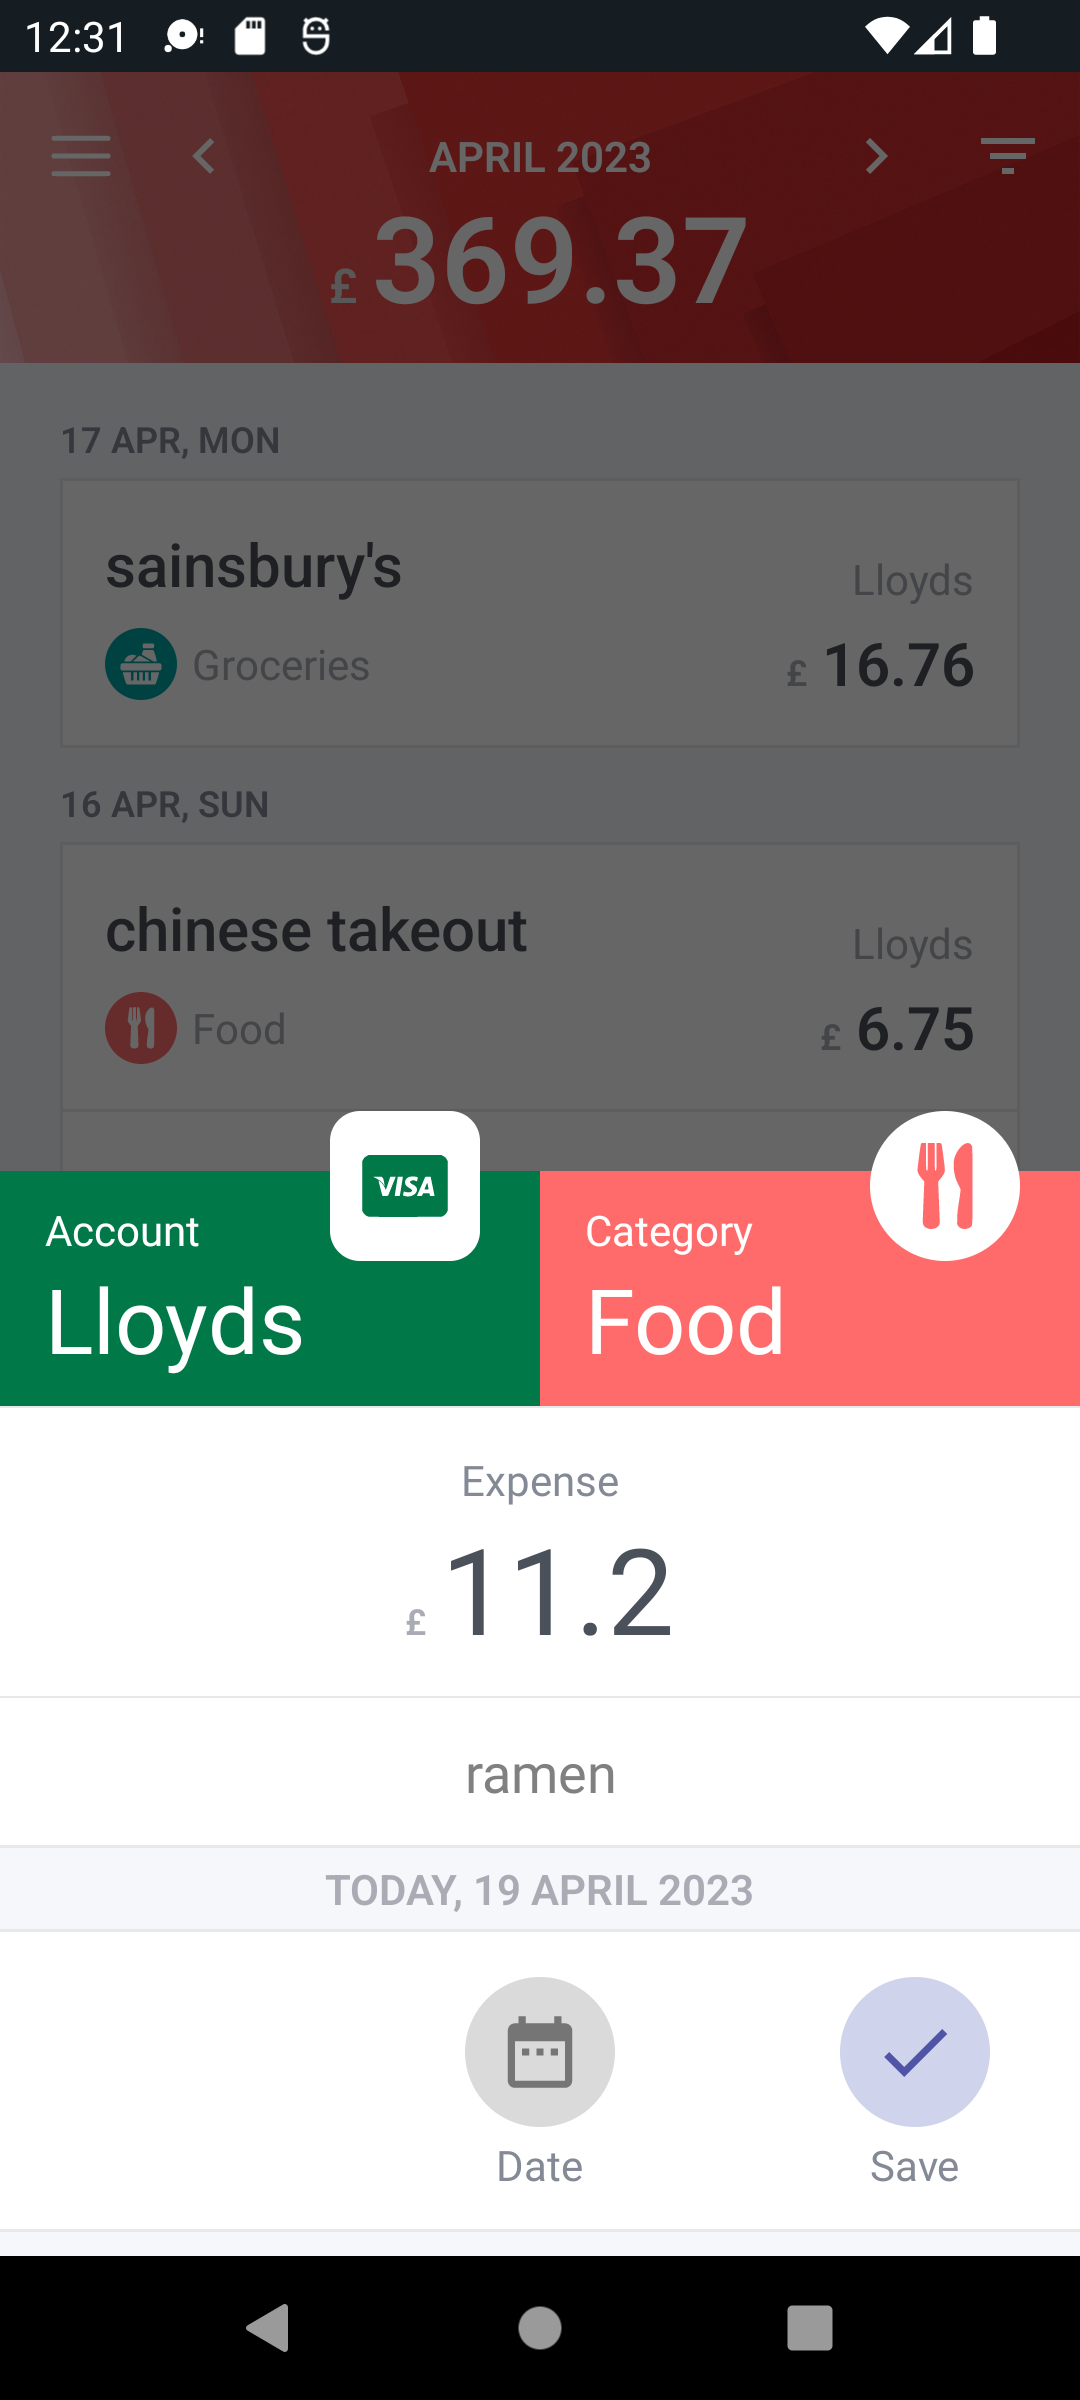 12:31
APRIL 2023
£ 369.37
17 APR, MON
sainsbury's
Lloyds
Groceries
£ 16.76
16 APR, SUN
chinese takeout
Lloyds
Food
£ 6.75
VISA
Account
Lloyds
Category
Food
Expense
£ 11.2
ramen
TODAY, 19 APRIL 2023
Date
Save